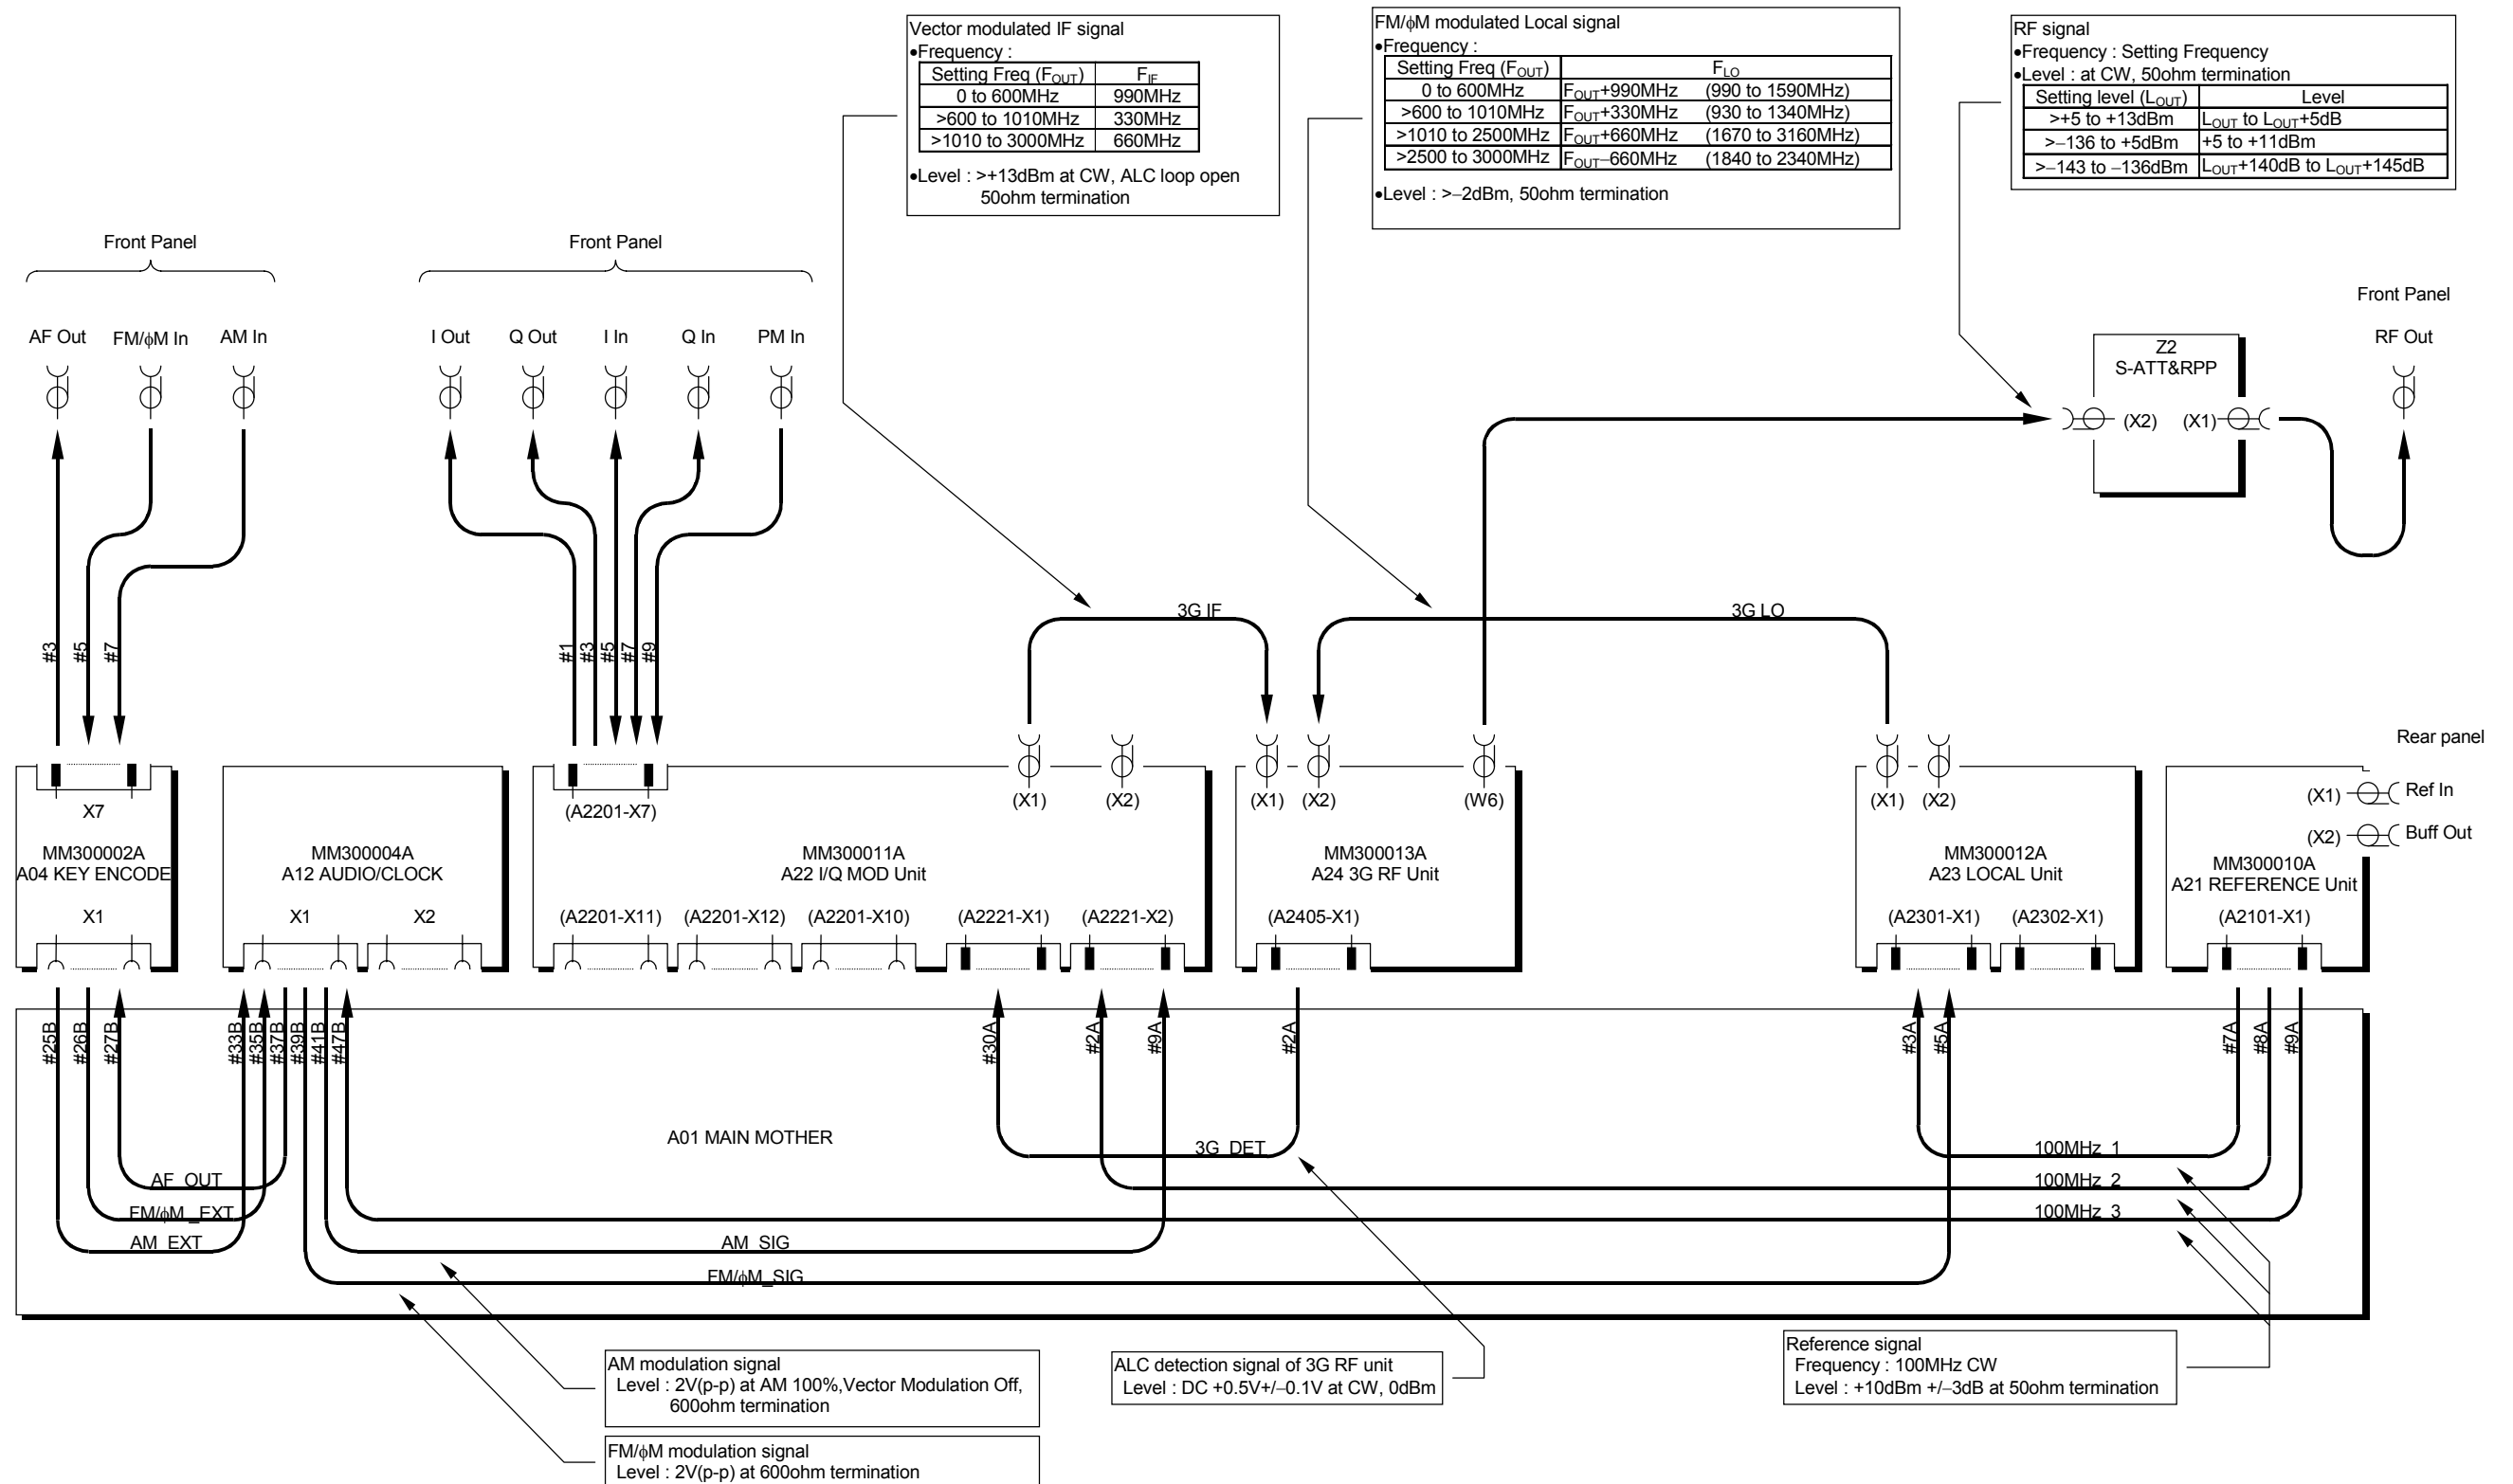 Vector modulated IF signal
•Frequency :
Setting Freq (FOUT) FIF
0 to 600MHz 990MHz
>600 to 1010MHz 330MHz
>1010 to 3000MHz 660MHz
•Level : >+13dBm at CW, ALC loop open
50ohm termination
FM/ϕM modulated Local signal
•Frequency :
Setting Freq (FOUT) FLO
0 to 600MHz FOUT+990MHz (990 to 1590MHz)
>600 to 1010MHz FOUT+330MHz (930 to 1340MHz)
>1010 to 2500MHz FOUT+660MHz (1670 to 3160MHz)
>2500 to 3000MHz FOUT−660MHz (1840 to 2340MHz)
•Level : >−2dBm, 50ohm termination
RF signal
•Frequency : Setting Frequency
•Level : at CW, 50ohm termination
Setting level (LOUT) Level
>+5 to +13dBm LOUT to LOUT+5dB
>−136 to +5dBm +5 to +11dBm
>−143 to −136dBm LOUT+140dB to LOUT+145dB
Front Panel
Front Panel
Front Panel
AF Out FM/ϕM In AM In
I Out Q Out I In Q In PM In
RF Out
Z2
S-ATT&RPP
(X2) (X1)
3G IF
3G LO
#3 #5 #7
#1 #3 #5 #7 #9
Rear panel
(X1) Ref In
(X2) Buff Out
X7
MM300002A
A04 KEY ENCODE
X1
MM300004A
A12 AUDIO/CLOCK
X1 X2
(A2201-X7) (X1) (X2)
MM300011A
A22 I/Q MOD Unit
(A2201-X11) (A2201-X12) (A2201-X10) (A2221-X1) (A2221-X2)
(X1) (X2) (W6)
MM300013A
A24 3G RF Unit
(A2405-X1)
(X1) (X2)
MM300012A
A23 LOCAL Unit
(A2301-X1) (A2302-X1)
MM300010A
A21 REFERENCE Unit
(A2101-X1)
#25B #26B #27B #33B #35B #37B #39B #41B #47B #30A #2A #9A #2A #3A #5A #7A #8A #9A
A01 MAIN MOTHER
3G_DET
100MHz_1
AF_OUT
100MHz_2
FM/ϕM_EXT
100MHz_3
AM_EXT
AM_SIG
FM/ϕM_SIG
AM modulation signal
Level : 2V(p-p) at AM 100%,Vector Modulation Off,
600ohm termination
FM/ϕM modulation signal
Level : 2V(p-p) at 600ohm termination
ALC detection signal of 3G RF unit
Level : DC +0.5V+/−0.1V at CW, 0dBm
Reference signal
Frequency : 100MHz CW
Level : +10dBm +/−3dB at 50ohm termination